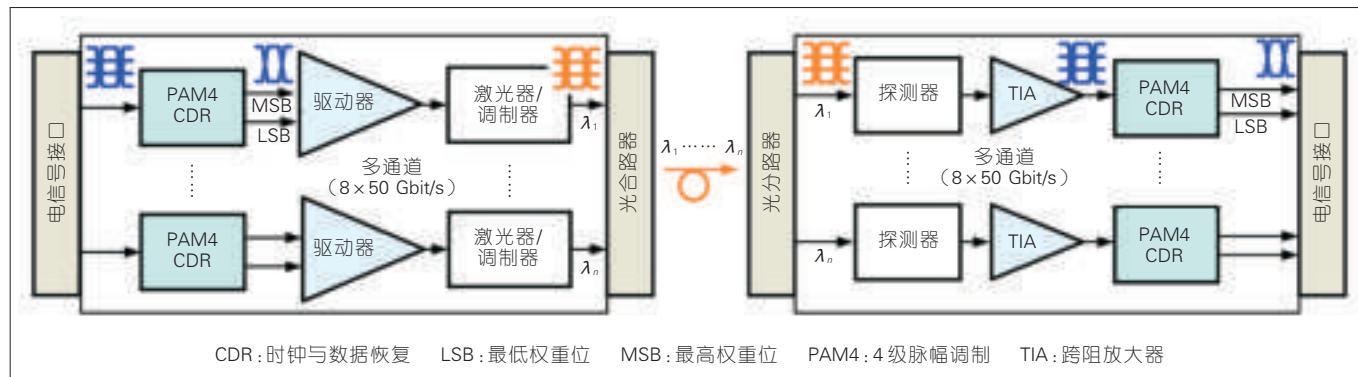 电信号接口
PAM4
CDR
MSB
LSB
驱动器
激光器/
调制器
λ1
多通道
(8×50 Gbit/s)
PAM4
CDR
驱动器
激光器/
调制器
λn
光合路器
λ1 …… λn
光分路器
λ1
探测器
TIA
PAM4
CDR
MSB
LSB
多通道
(8×50 Gbit/s)
λn
探测器
TIA
PAM4
CDR
电信号接口
CDR:时钟与数据恢复 LSB:最低权重位 MSB:最高权重位 PAM4:4级脉幅调制 TIA:跨阻放大器